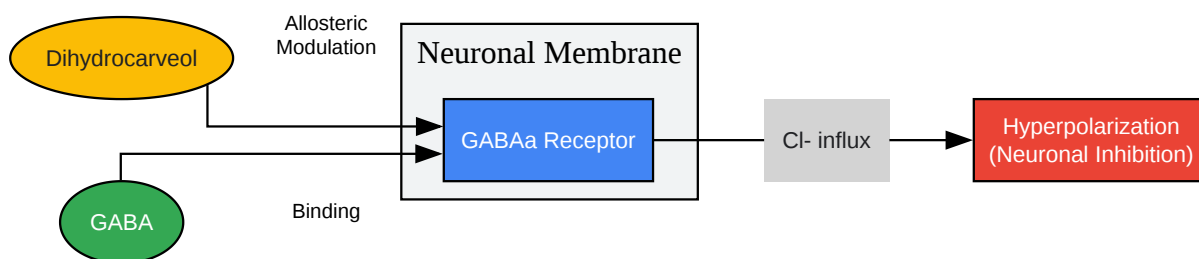 Allosteric
Modulation
Dihydrocarveol
Neuronal Membrane
GABAa Receptor
Cl- influx
Hyperpolarization
(Neuronal Inhibition)
GABA
Binding